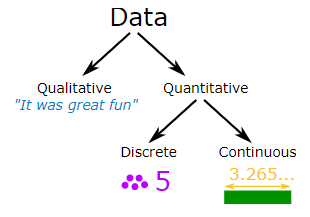 Data
Qualitative Quantitative
"It was great fun"
Discrete Continuous
5 3.265...